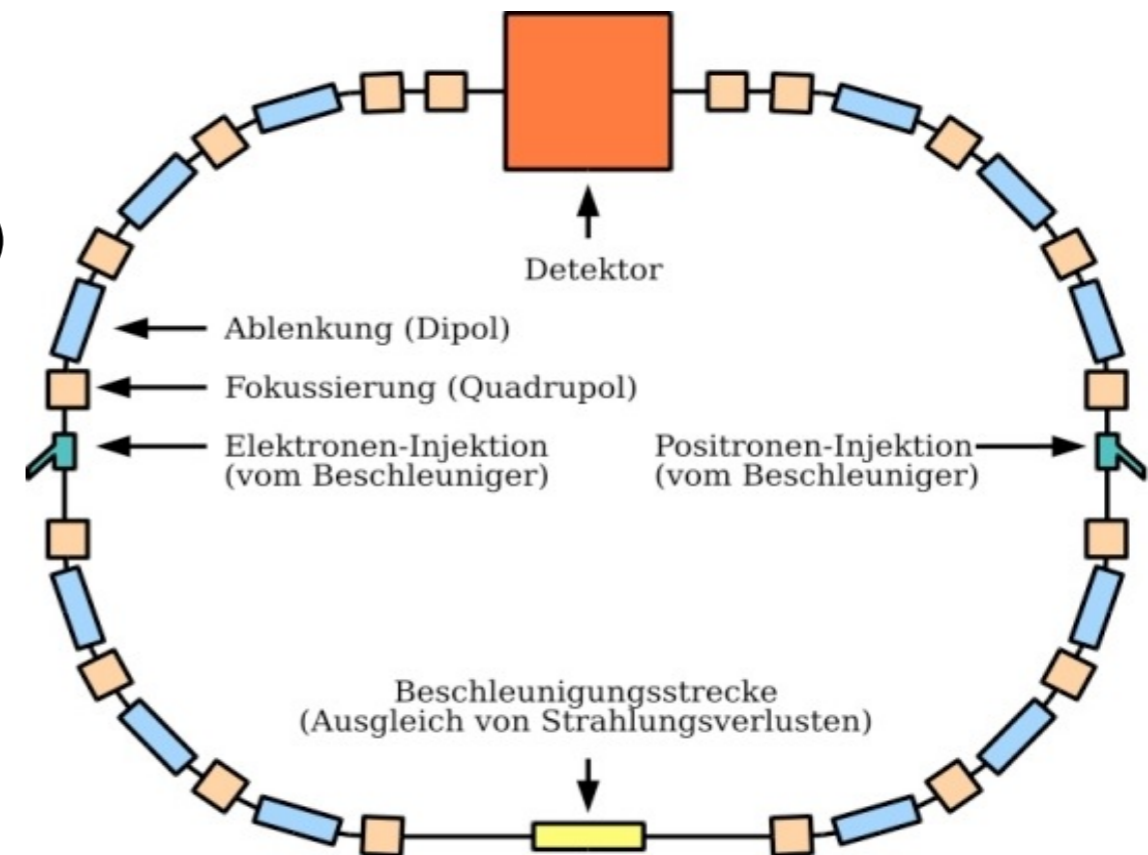 Detektor
Ablenkung (Dipol)
Fokussierung (Quadrupol)
Elektronen-Injektion
(vom Beschleuniger)
Positronen-Injektion
(vom Beschleuniger)
Beschleunigungsstrecke
(Ausgleich von Strahlungsverlusten)